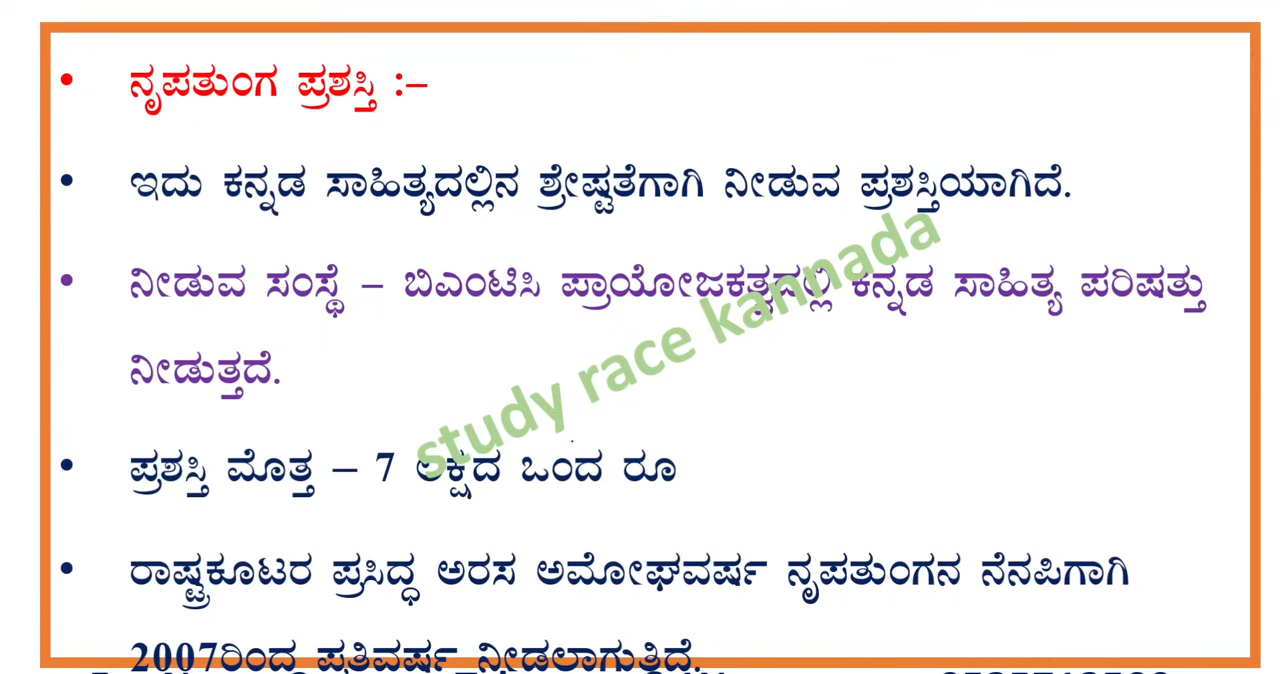 • ನೃಪತುಂಗ ಪ್ರಶಸ್ತಿ :–
• ಇದು ಕನ್ನಡ ಸಾಹಿತ್ಯದಲ್ಲಿನ ಶ್ರೇಷ್ಟತೆಗಾಗಿ ನೀಡುವ ಪ್ರಶಸ್ತಿಯಾಗಿದೆ.
• ನೀಡುವ ಸಂಸ್ಥೆ – ಬಿಎಂಟಿಸಿ ಪ್ರಾಯೋಜಕತ್ವದಲ್ಲಿ ಕನ್ನಡ ಸಾಹಿತ್ಯ ಪರಿಷತ್ತು
ನೀಡುತ್ತದೆ.
study race kannada
• ಪ್ರಶಸ್ತಿ ಮೊತ್ತ – 7 ಲಕ್ಷದ ಒಂದ ರೂ
• ರಾಷ್ಟ್ರಕೂಟರ ಪ್ರಸಿದ್ಧ ಅರಸ ಅಮೋಘವರ್ಷ ನೃಪತುಂಗನ ನೆನಪಿಗಾಗಿ
2007ರಿಂದ ಪ್ರತಿವರ್ಷ ನೀಡಲಾಗುತ್ತಿದೆ.